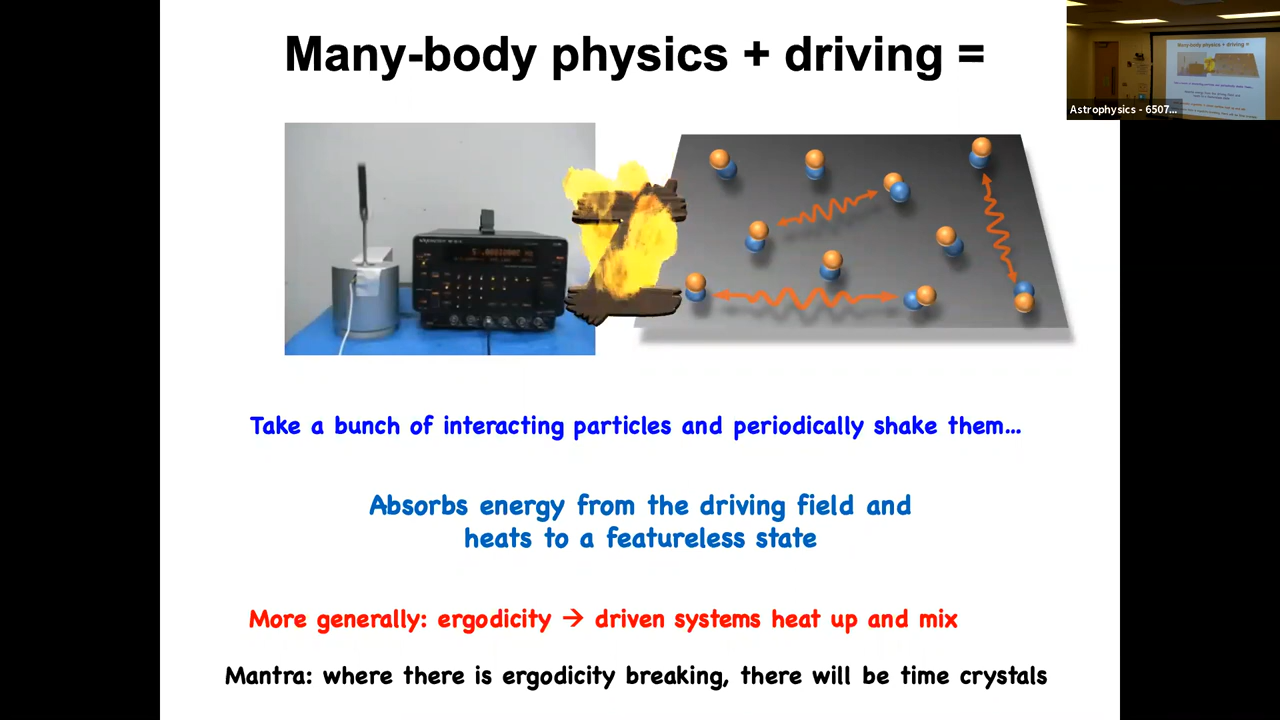 Many-body physics + driving =
Astrophysics - 6507...
Take a bunch of interacting particles and periodically shake them...
Absorbs energy from the driving field and
heats to a featureless state
More generally: ergodicity → driven systems heat up and mix
Mantra: where there is ergodicity breaking, there will be time crystals